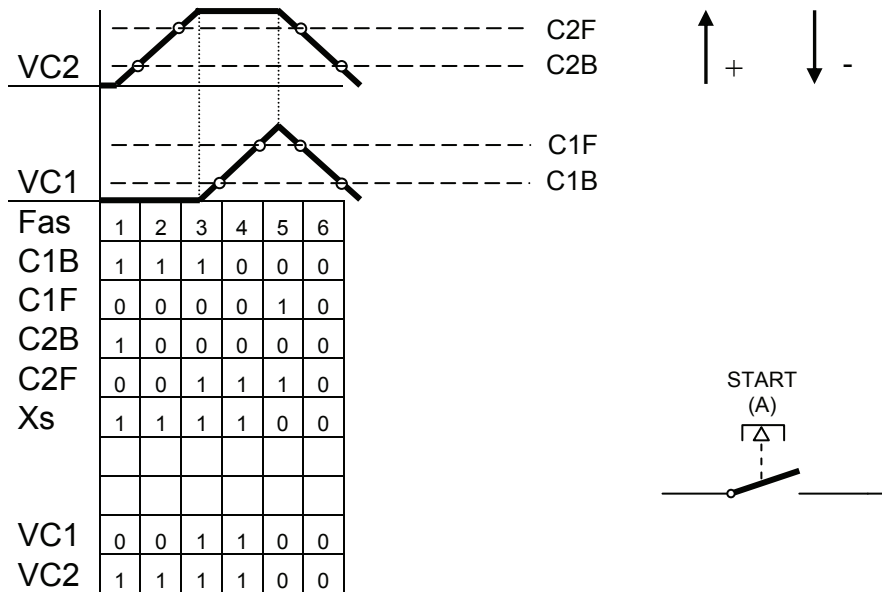 C2F
VC2 C2B + -
C1F
VC1 C1B
Fas 1 2 3 4 5 6
C1B 1 1 1 0 0 0
C1F 0 0 0 0 1 0
C2B 1 0 0 0 0 0
C2F 0 0 1 1 1 0
Xs 1 1 1 1 0 0
START
(A)
VC1 0 0 1 1 0 0
VC2 1 1 1 1 0 0